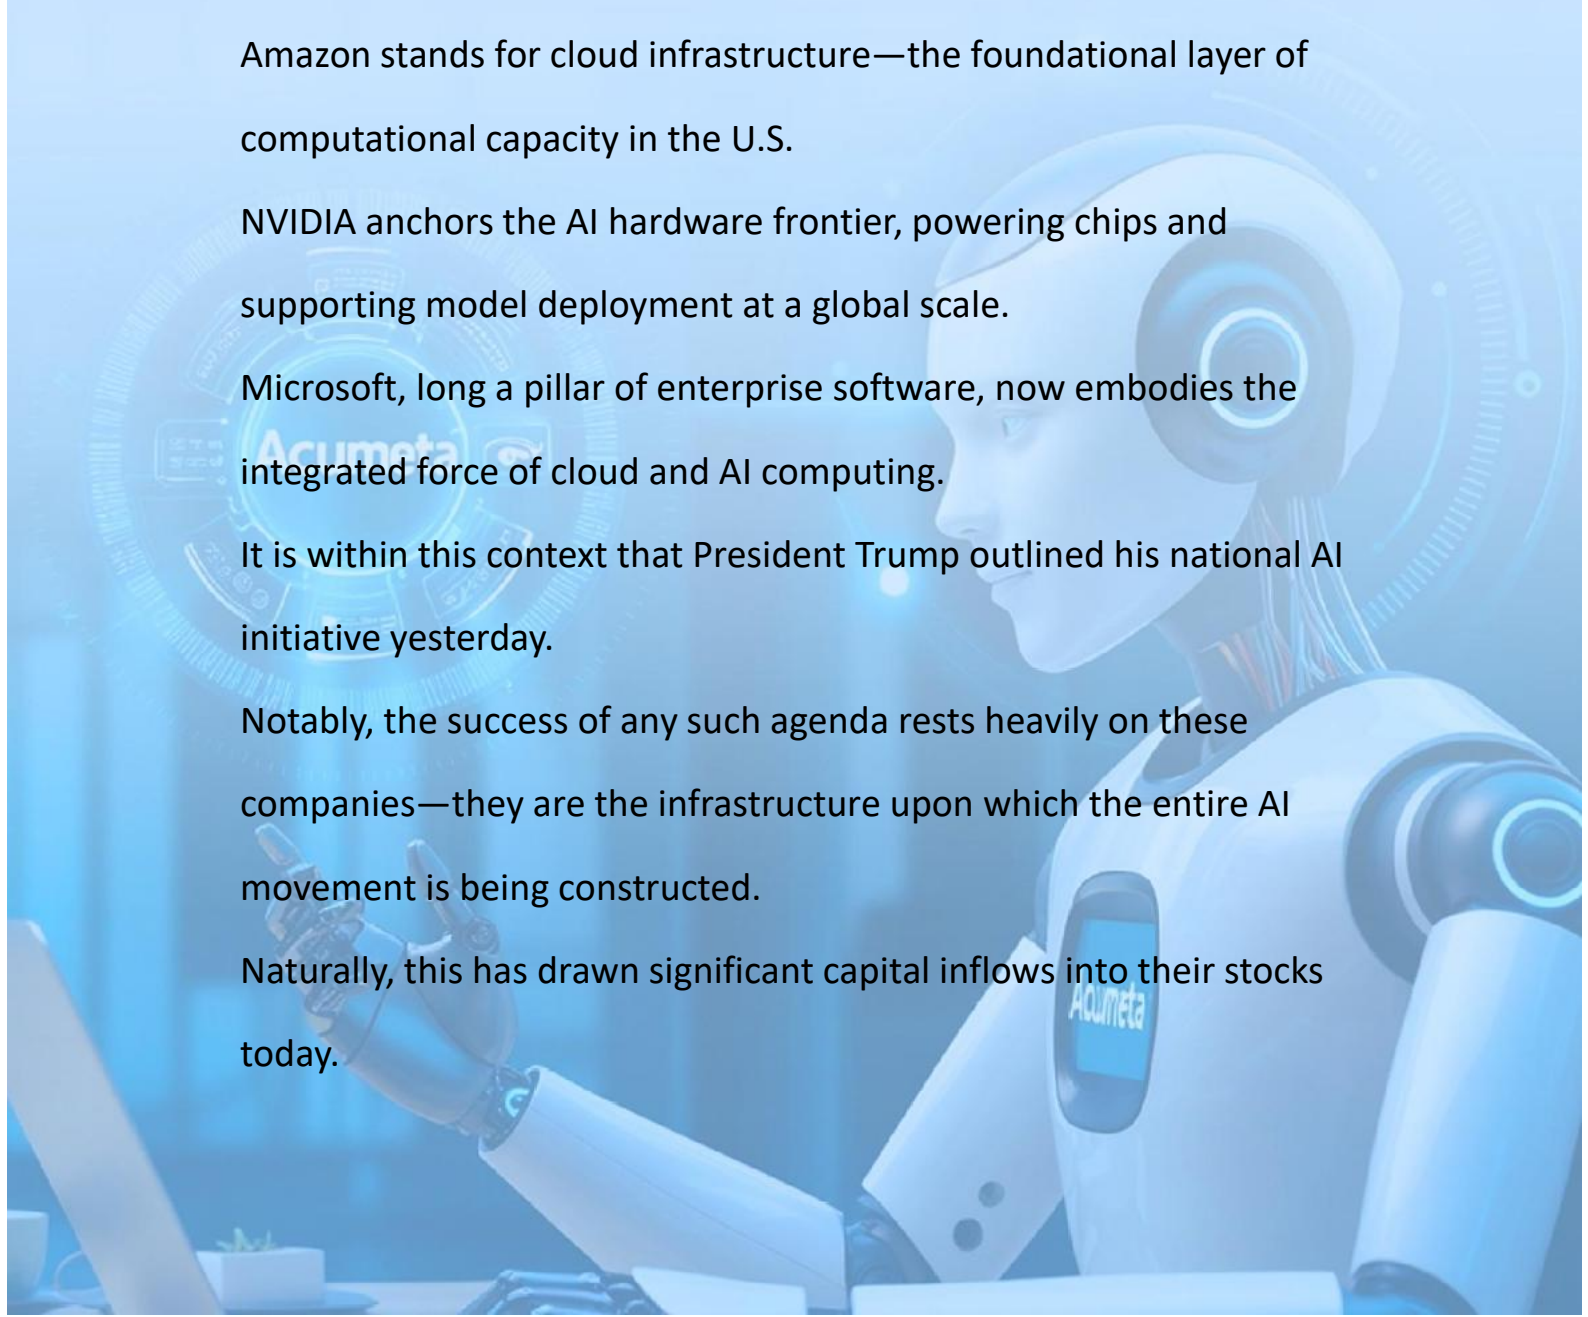 Amazon stands for cloud infrastructure—the foundational layer of
computational capacity in the U.S.
NVIDIA anchors the AI hardware frontier, powering chips and
supporting model deployment at a global scale.
Microsoft, long a pillar of enterprise software, now embodies the
Acumeta
integrated force of cloud and AI computing.
It is within this context that President Trump outlined his national AI
initiative yesterday.
Notably, the success of any such agenda rests heavily on these
companies—they are the infrastructure upon which the entire AI
movement is being constructed.
Naturally, this has drawn significant capital inflows into their stocks
Acumeta
today.